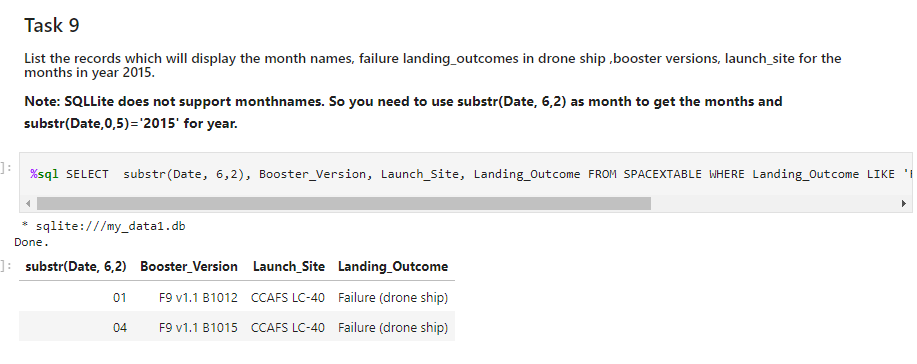 Task 9
List the records which will display the month names, failure landing_outcomes in drone ship ,booster versions, launch_site for the
months in year 2015.
Note: SQLLite does not support monthnames. So you need to use substr(Date, 6,2) as month to get the months and
substr(Date,0,5)='2015' for year.
]:
%sql SELECT  substr(Date, 6,2), Booster_Version, Launch_Site, Landing_Outcome FROM SPACEXTABLE WHERE Landing_Outcome LIKE '
* sqlite:///my_data1.db
Done.
]:
substr(Date, 6,2) Booster_Version Launch_Site Landing_Outcome
01 F9 v1.1 B1012 CCAFS LC-40 Failure (drone ship)
04 F9 v1.1 B1015 CCAFS LC-40 Failure (drone ship)